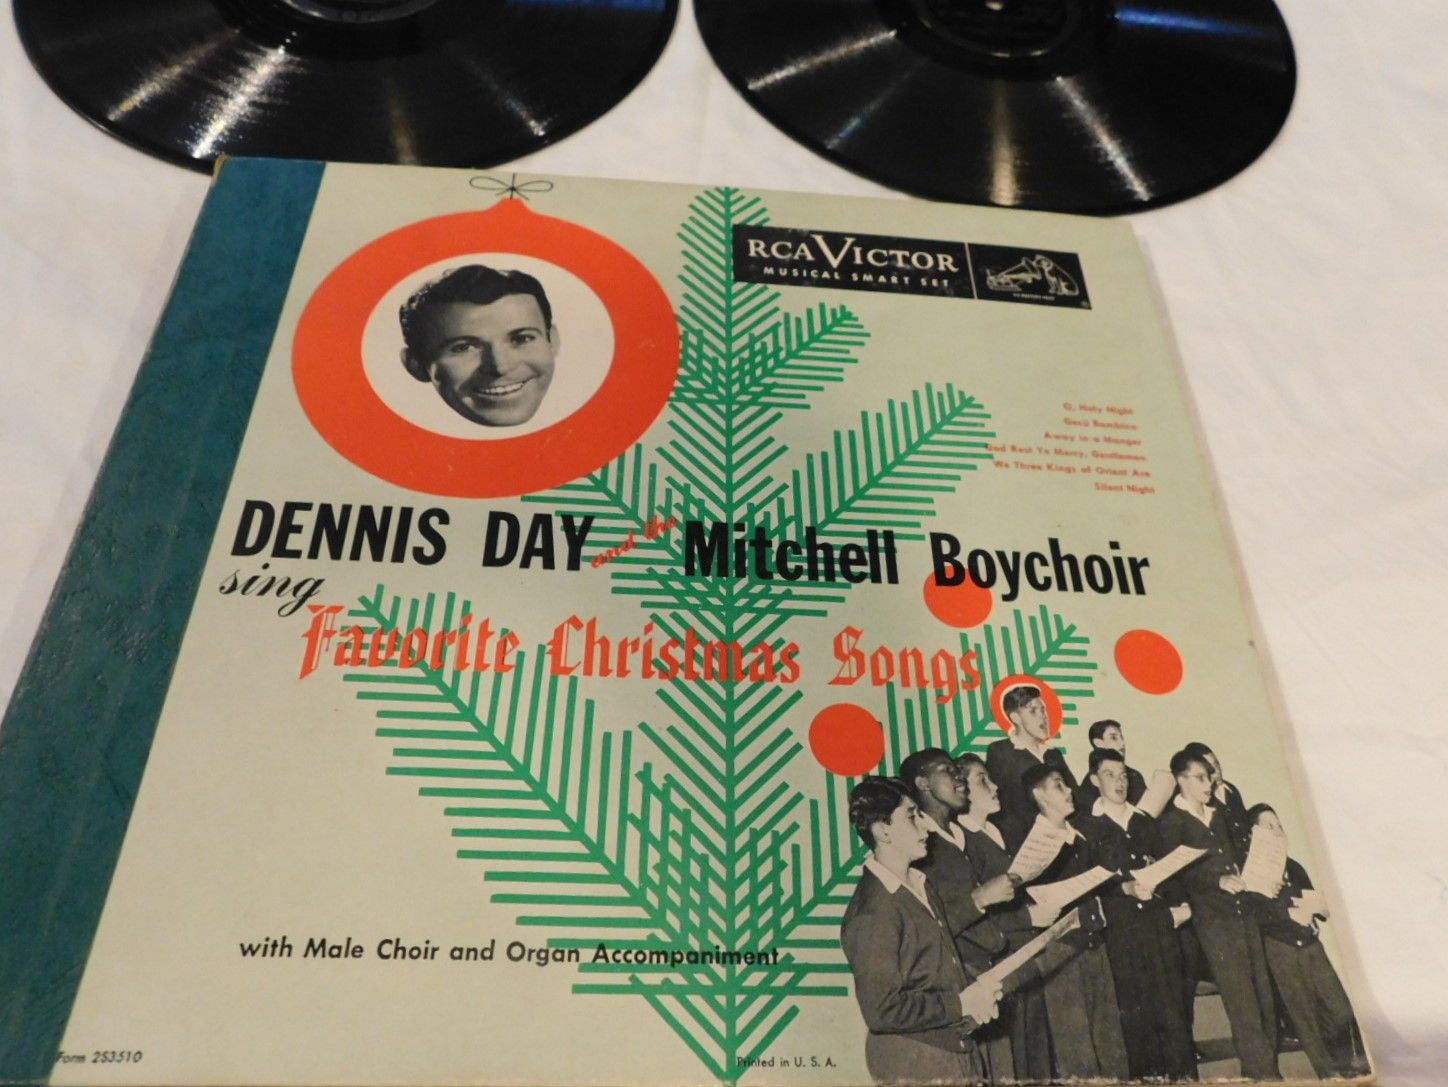 RCA VICTOR
MUSICAL SMART SET
O, Holy Night
Gesù Bambino
Away in a Manger
God Rest Ye Merry, Gentlemen
We Three Kings of Orient Are
Silent Night
DENNIS DAY and the Mitchell Boychoir
sing
Favorite Christmas Songs
with Male Choir and Organ Accompaniment
Form 2S3510
Printed in U. S. A.